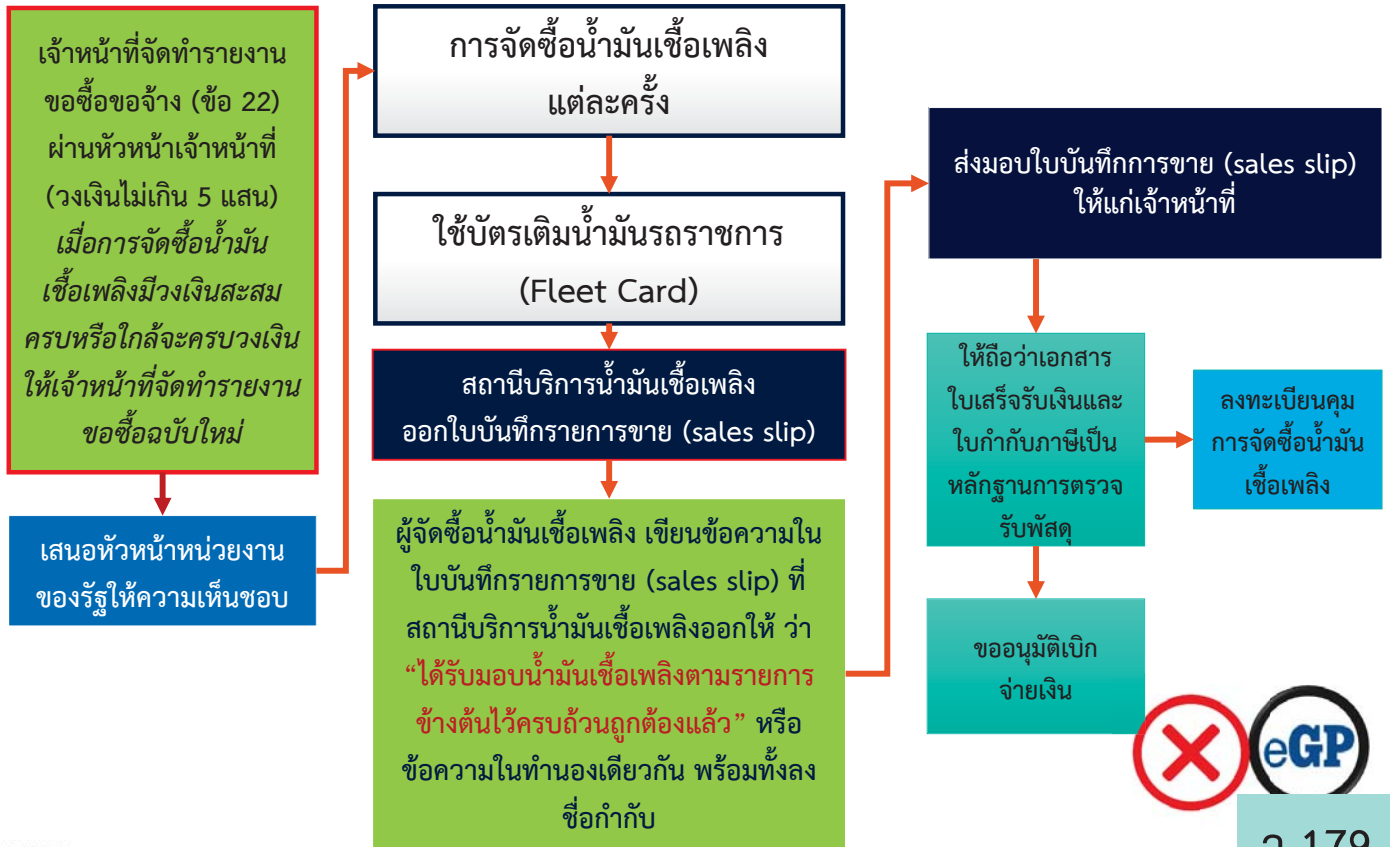 เจ้าหน้าที่จัดทำรายงาน
ขอซื้อขอจ้าง (ข้อ 22)
ผ่านหัวหน้าเจ้าหน้าที่
(วงเงินไม่เกิน 5 แสน)
เมื่อการจัดซื้อน้ำมัน
เชื้อเพลิงมีวงเงินสะสม
ครบหรือใกล้จะครบวงเงิน
ให้เจ้าหน้าที่จัดทำรายงาน
ขอซื้อฉบับใหม่
เสนอหัวหน้าหน่วยงาน
ของรัฐให้ความเห็นชอบ
การจัดซื้อน้ำมันเชื้อเพลิง
แต่ละครั้ง
ใช้บัตรเติมน้ำมันรถราชการ
(Fleet Card)
สถานีบริการน้ำมันเชื้อเพลิง
ออกใบบันทึกรายการขาย (sales slip)
ผู้จัดซื้อน้ำมันเชื้อเพลิง เขียนข้อความใน
ใบบันทึกรายการขาย (sales slip) ที่
สถานีบริการน้ำมันเชื้อเพลิงออกให้ ว่า
“ได้รับมอบน้ำมันเชื้อเพลิงตามรายการ
ข้างต้นไว้ครบถ้วนถูกต้องแล้ว” หรือ
ข้อความในทำนองเดียวกัน พร้อมทั้งลง
ชื่อกำกับ
ส่งมอบใบบันทึกการขาย (sales slip)
ให้แก่เจ้าหน้าที่
ให้ถือว่าเอกสาร
ใบเสร็จรับเงินและ
ใบกำกับภาษีเป็น
หลักฐานการตรวจ
รับพัสดุ
ลงทะเบียนคุม
การจัดซื้อน้ำมัน
เชื้อเพลิง
ขออนุมัติเบิก
จ่ายเงิน
eGP
179